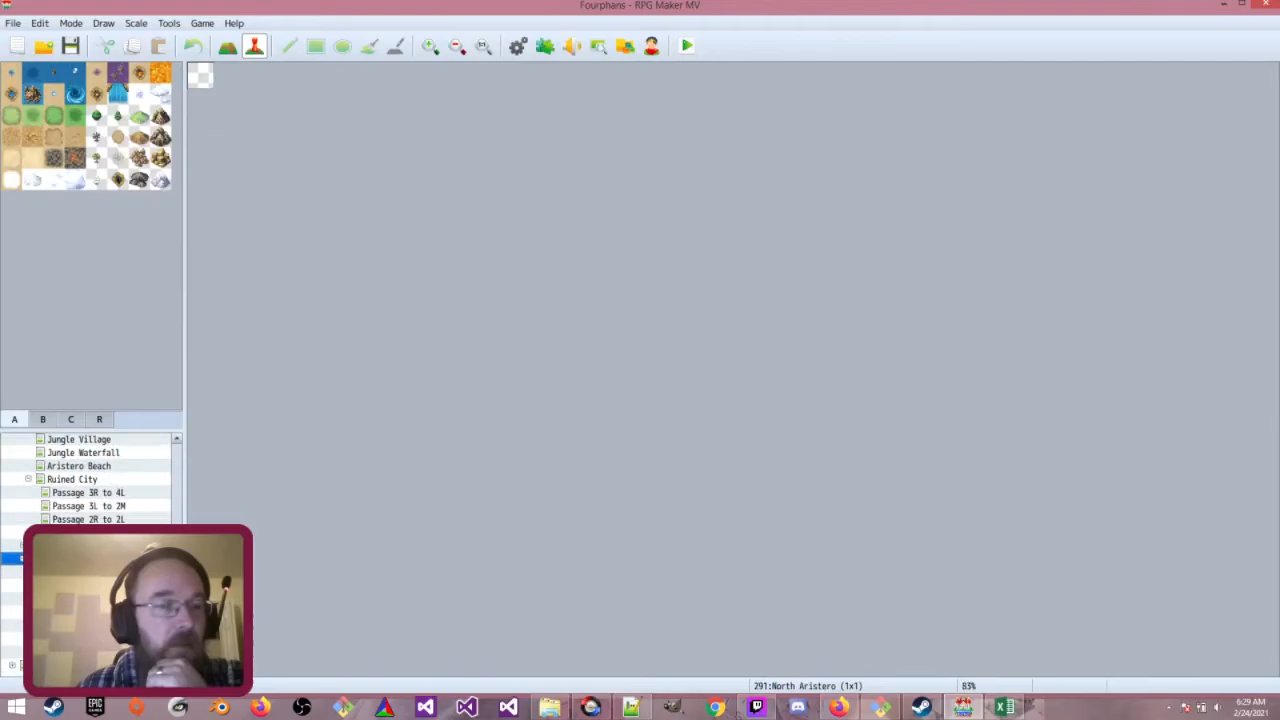 Fourphans - RPG Maker MV
File Edit Mode Draw Scale Tools Game Help
A B C R
Jungle Village
Jungle Waterfall
Aristero Beach
Ruined City
Passage 3R to 4L
Passage 3L to 2M
Passage 2R to 2L
291:North Aristero (1x1) 83%
EPIC GAMES
6:29 AM
2/24/2021